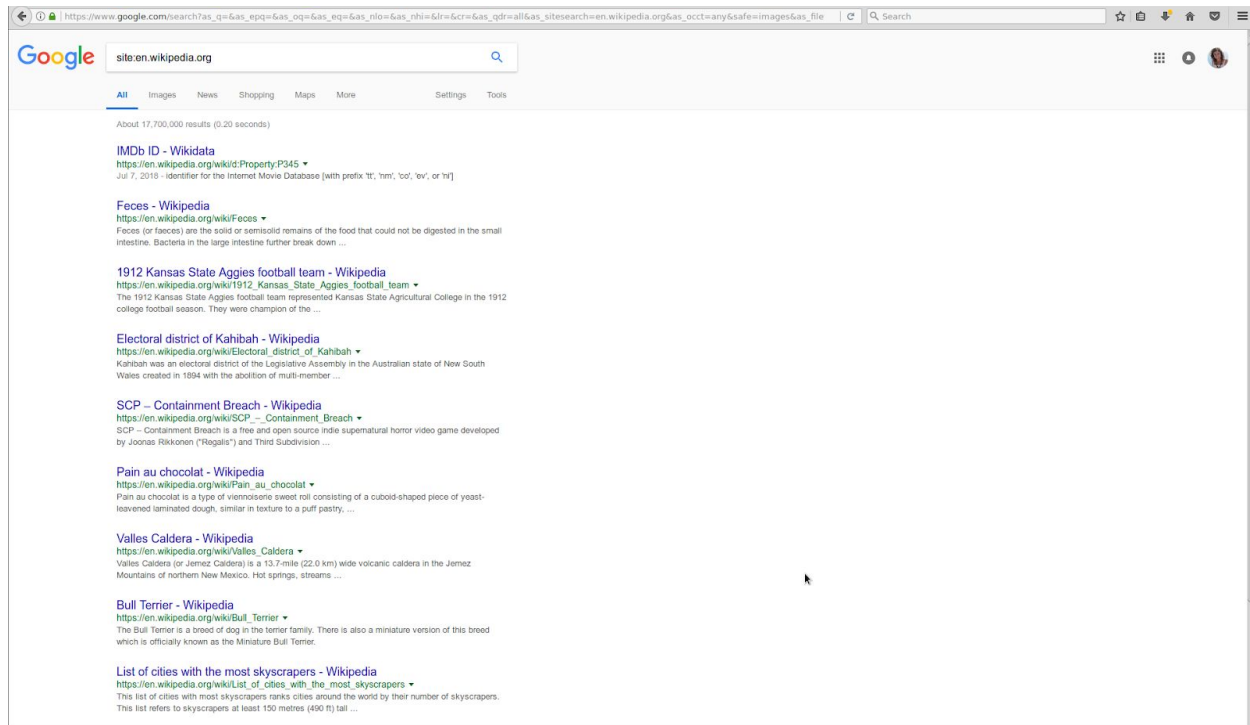 https://www.google.com/search?as_q=&as_epq=&as_oq=&as_eq=&as_nlo=&as_nhi=&lr=&cr=&as_qdr=all&as_sitesearch=en.wikipedia.org&as_occt=any&safe=images&as_file
Search
Google
site:en.wikipedia.org
All Images News Shopping Maps More Settings Tools
About 17,700,000 results (0.20 seconds)
IMDb ID - Wikidata
https://en.wikipedia.org/wiki/d:Property:P345
Jul 7, 2018 - identifier for the Internet Movie Database [with prefix 'tt', 'nm', 'co', 'ev', or 'ni']
Feces - Wikipedia
https://en.wikipedia.org/wiki/Feces
Feces (or faeces) are the solid or semisolid remains of the food that could not be digested in the small
intestine. Bacteria in the large intestine further break down ...
1912 Kansas State Aggies football team - Wikipedia
https://en.wikipedia.org/wiki/1912_Kansas_State_Aggies_football_team
The 1912 Kansas State Aggies football team represented Kansas State Agricultural College in the 1912
college football season. They were champion of the ...
Electoral district of Kahibah - Wikipedia
https://en.wikipedia.org/wiki/Electoral_district_of_Kahibah
Kahibah was an electoral district of the Legislative Assembly in the Australian state of New South
Wales created in 1894 with the abolition of multi-member ...
SCP – Containment Breach - Wikipedia
https://en.wikipedia.org/wiki/SCP_–_Containment_Breach
SCP – Containment Breach is a free and open source indie supernatural horror video game developed
by Joonas Rikkonen ("Regalis") and Third Subdivision ...
Pain au chocolat - Wikipedia
https://en.wikipedia.org/wiki/Pain_au_chocolat
Pain au chocolat is a type of viennoiserie sweet roll consisting of a cuboid-shaped piece of yeast-
leavened laminated dough, similar in texture to a puff pastry, ...
Valles Caldera - Wikipedia
https://en.wikipedia.org/wiki/Valles_Caldera
Valles Caldera (or Jemez Caldera) is a 13.7-mile (22.0 km) wide volcanic caldera in the Jemez
Mountains of northern New Mexico. Hot springs, streams ...
Bull Terrier - Wikipedia
https://en.wikipedia.org/wiki/Bull_Terrier
The Bull Terrier is a breed of dog in the terrier family. There is also a miniature version of this breed
which is officially known as the Miniature Bull Terrier.
List of cities with the most skyscrapers - Wikipedia
https://en.wikipedia.org/wiki/List_of_cities_with_the_most_skyscrapers
This list of cities with most skyscrapers ranks cities around the world by their number of skyscrapers.
This list refers to skyscrapers at least 150 metres (490 ft) tall ...